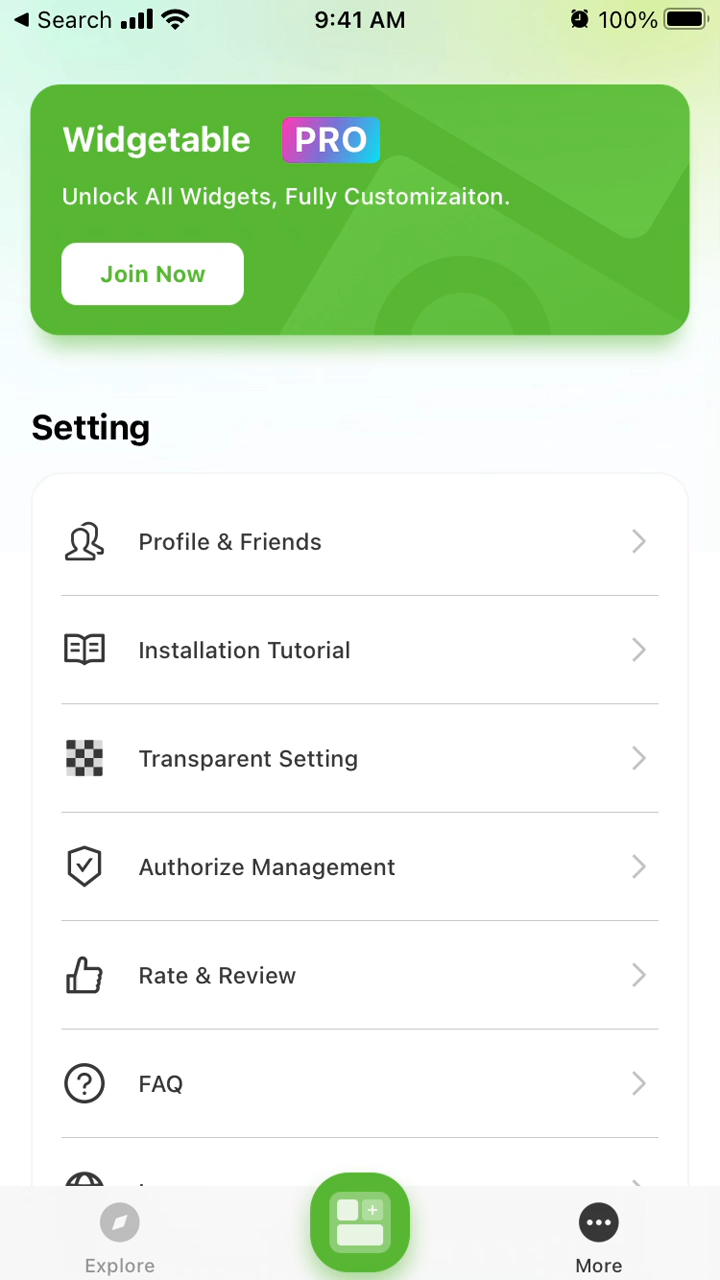 Search 9:41 AM 100%
Widgetable PRO
Unlock All Widgets, Fully Customizaiton.
Join Now
Setting
Profile & Friends
Installation Tutorial
Transparent Setting
Authorize Management
Rate & Review
FAQ
Explore
More